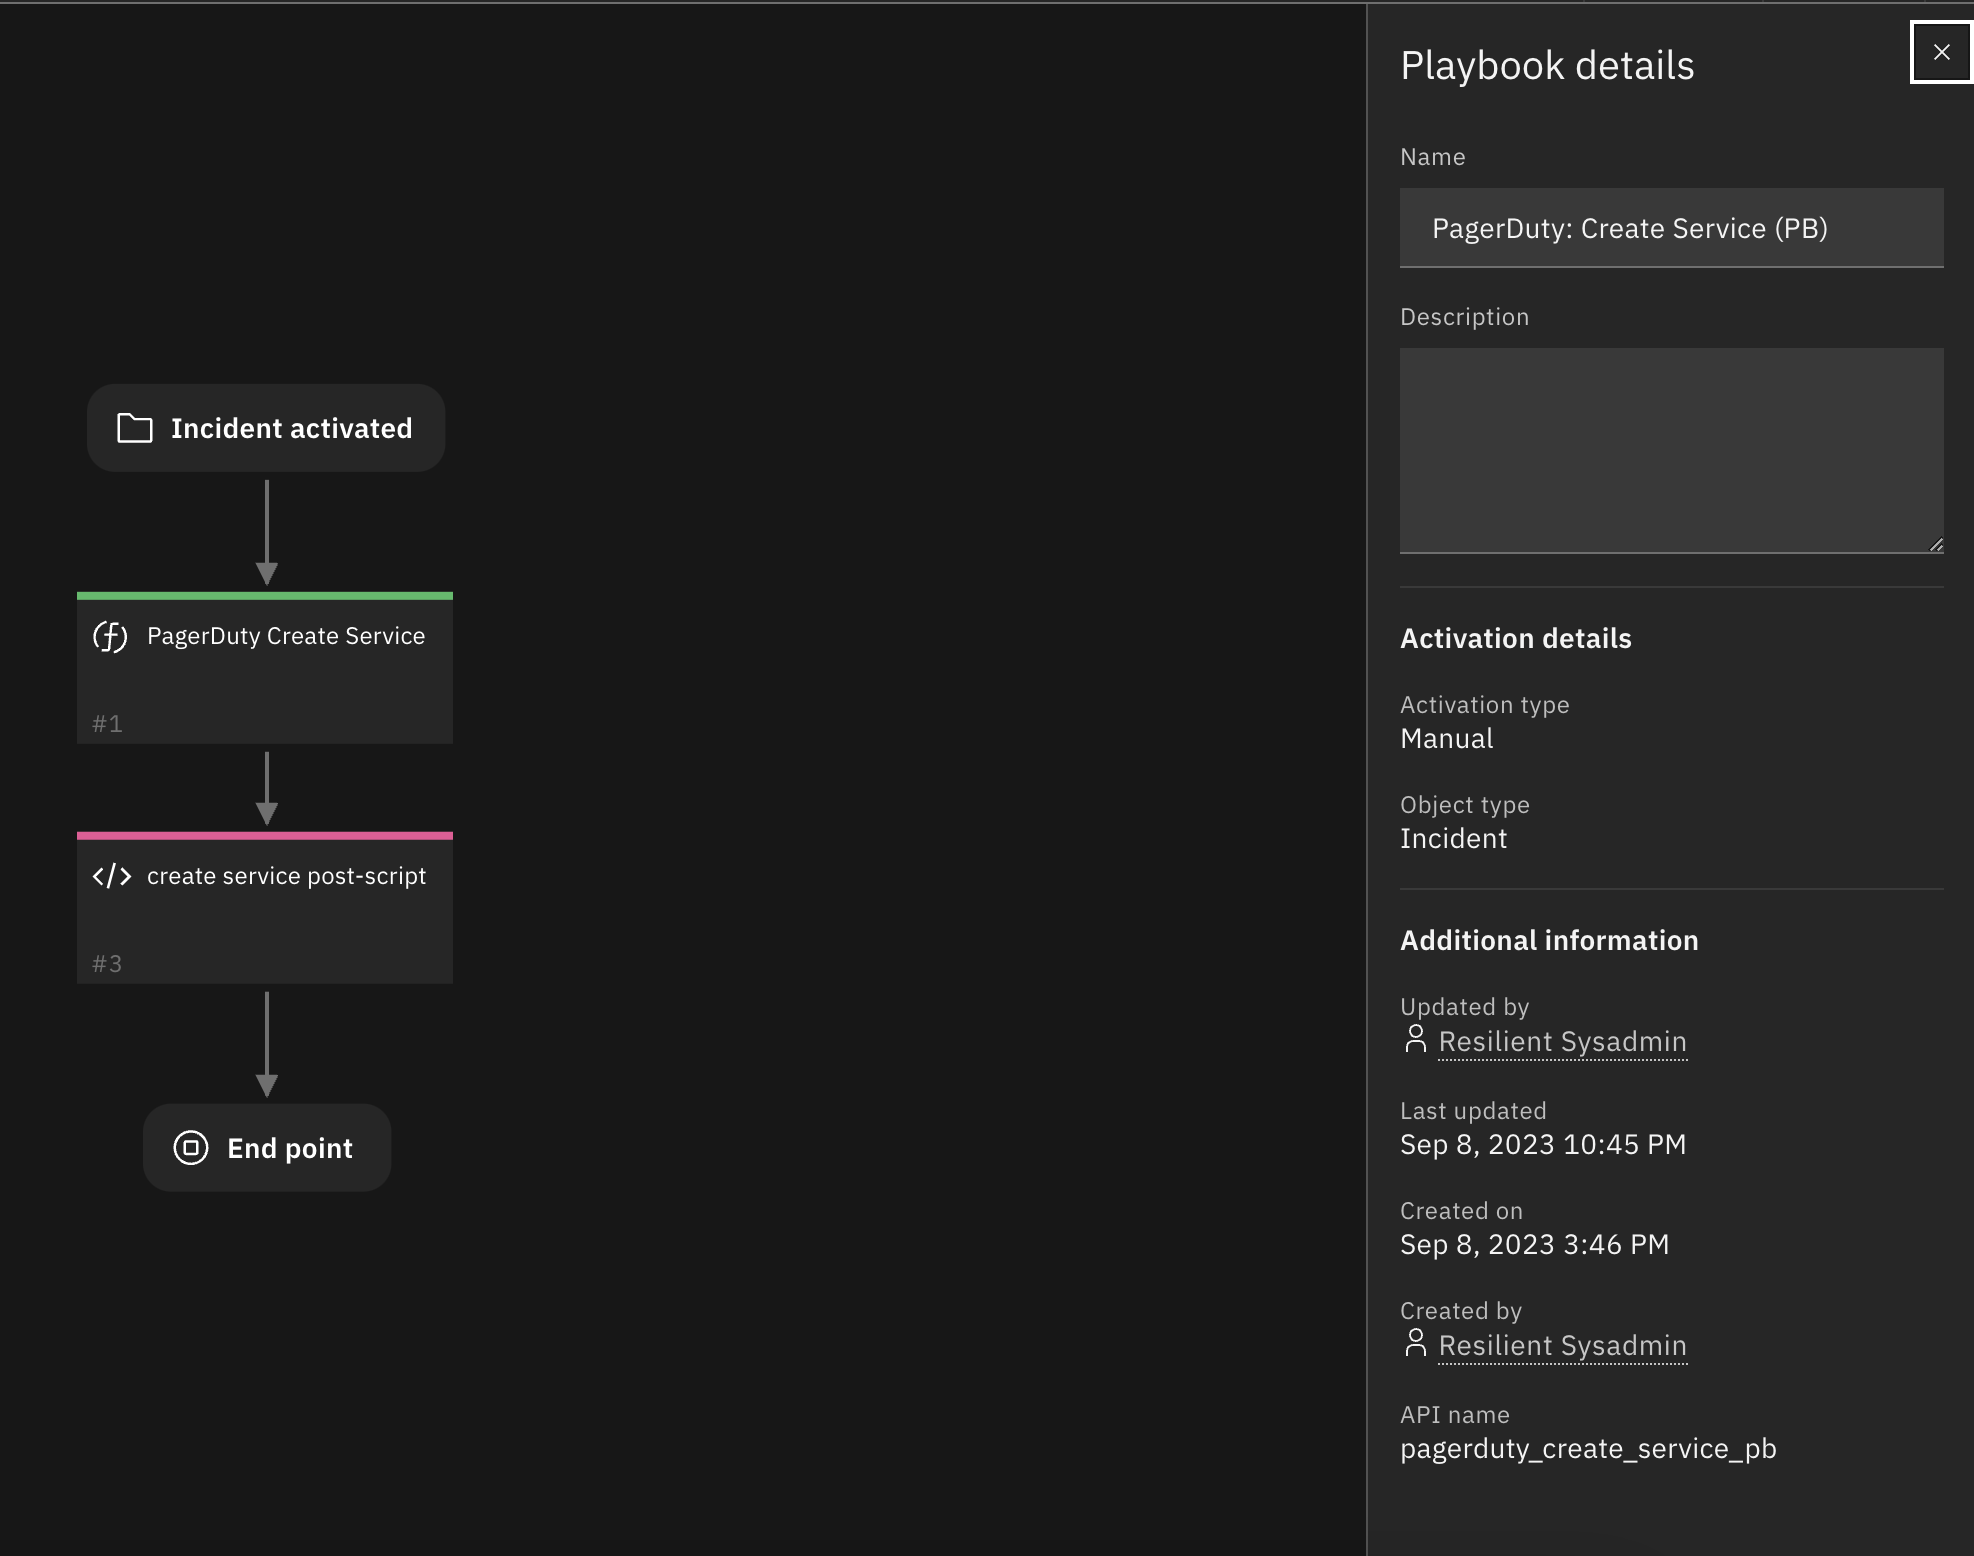 Incident activated
PagerDuty Create Service
#1
create service post-script
#3
End point
Playbook details
Name
PagerDuty: Create Service (PB)
Description
Activation details
Activation type
Manual
Object type
Incident
Additional information
Updated by
Resilient Sysadmin
Last updated
Sep 8, 2023 10:45 PM
Created on
Sep 8, 2023 3:46 PM
Created by
Resilient Sysadmin
API name
pagerduty_create_service_pb